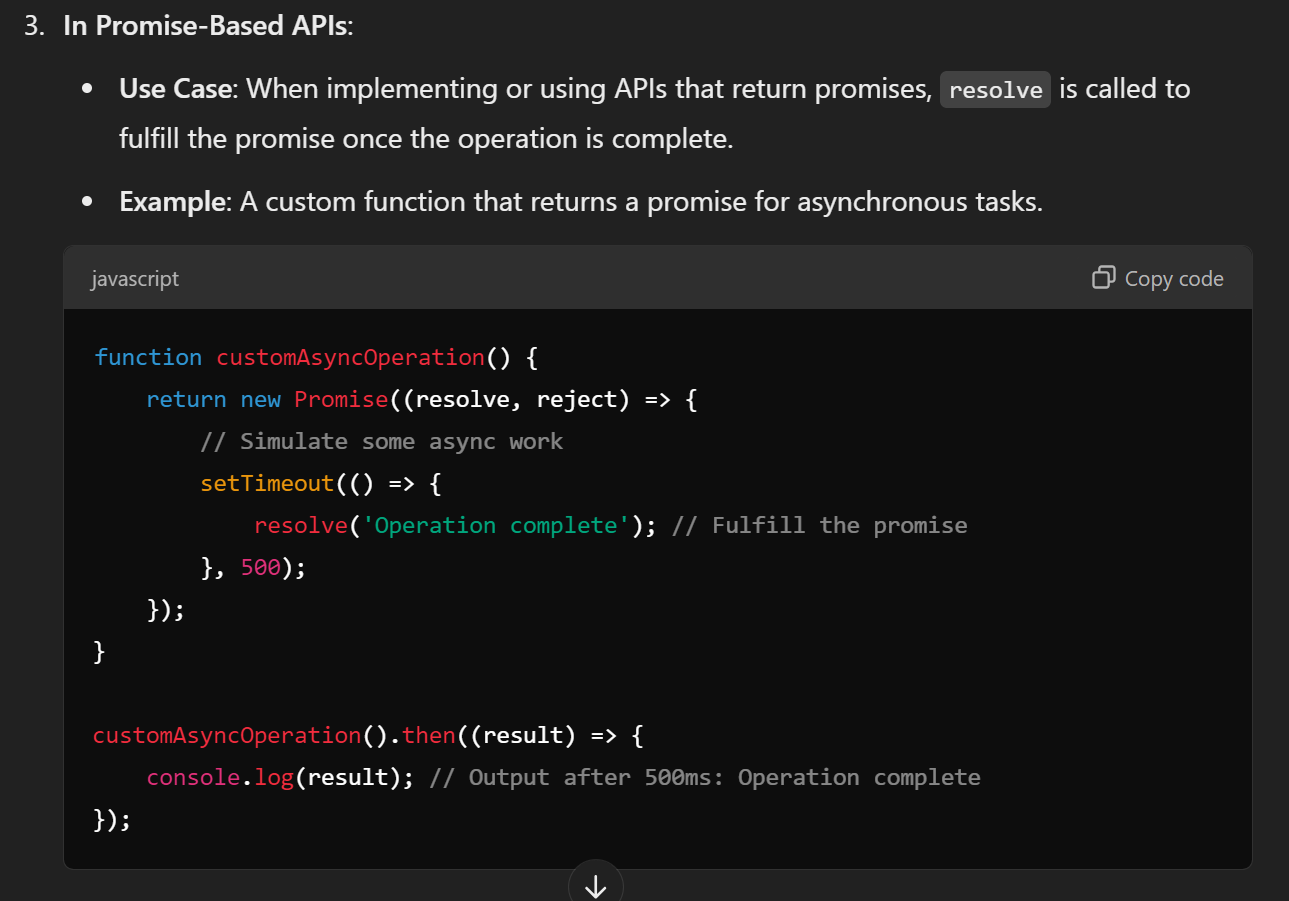 3. In Promise-Based APIs:
• Use Case: When implementing or using APIs that return promises, resolve is called to
fulfill the promise once the operation is complete.
• Example: A custom function that returns a promise for asynchronous tasks.
javascript Copy code
function customAsyncOperation() {
    return new Promise((resolve, reject) => {
        // Simulate some async work
        setTimeout(() => {
            resolve('Operation complete'); // Fulfill the promise
        }, 500);
    });
}
customAsyncOperation().then((result) => {
    console.log(result); // Output after 500ms: Operation complete
});